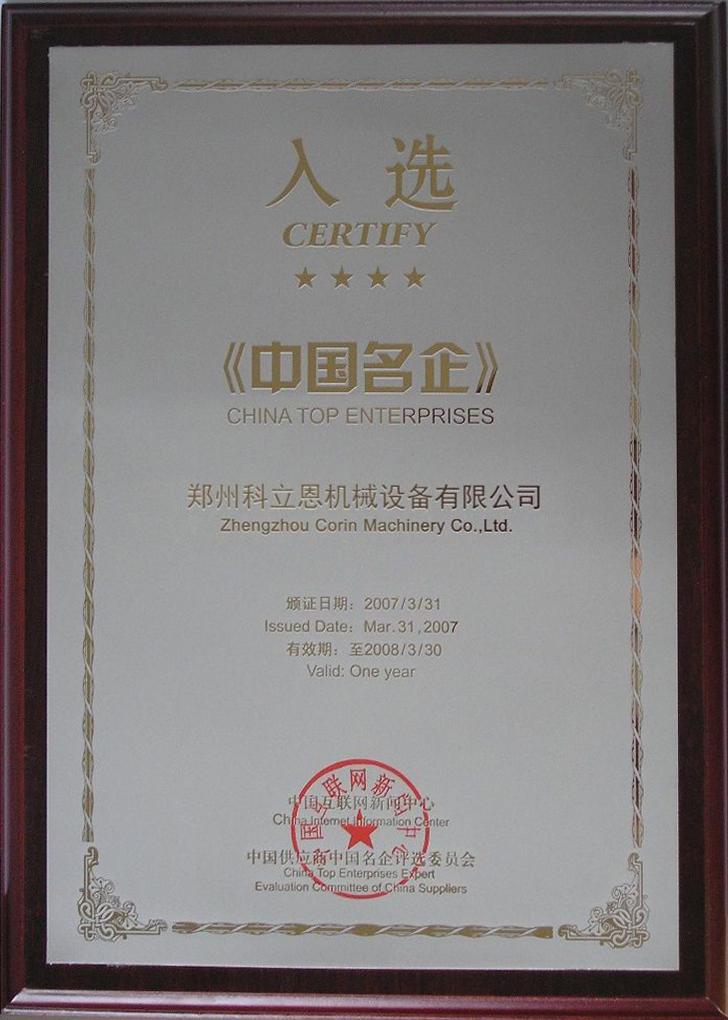 入选
CERTIFY
★★★★
《中国名企》
CHINA TOP ENTERPRISES
郑州科立恩机械设备有限公司
Zhengzhou Corin Machinery Co.,Ltd.
颁证日期：2007/3/31
Issued Date：Mar.31,2007
有效期：至2008/3/30
Valid: One year
中国互联网新闻中心
China Internet Information Center
中国供应商中国名企评选委员会
China Top Enterprises Expert
Evaluation Committee of China Suppliers